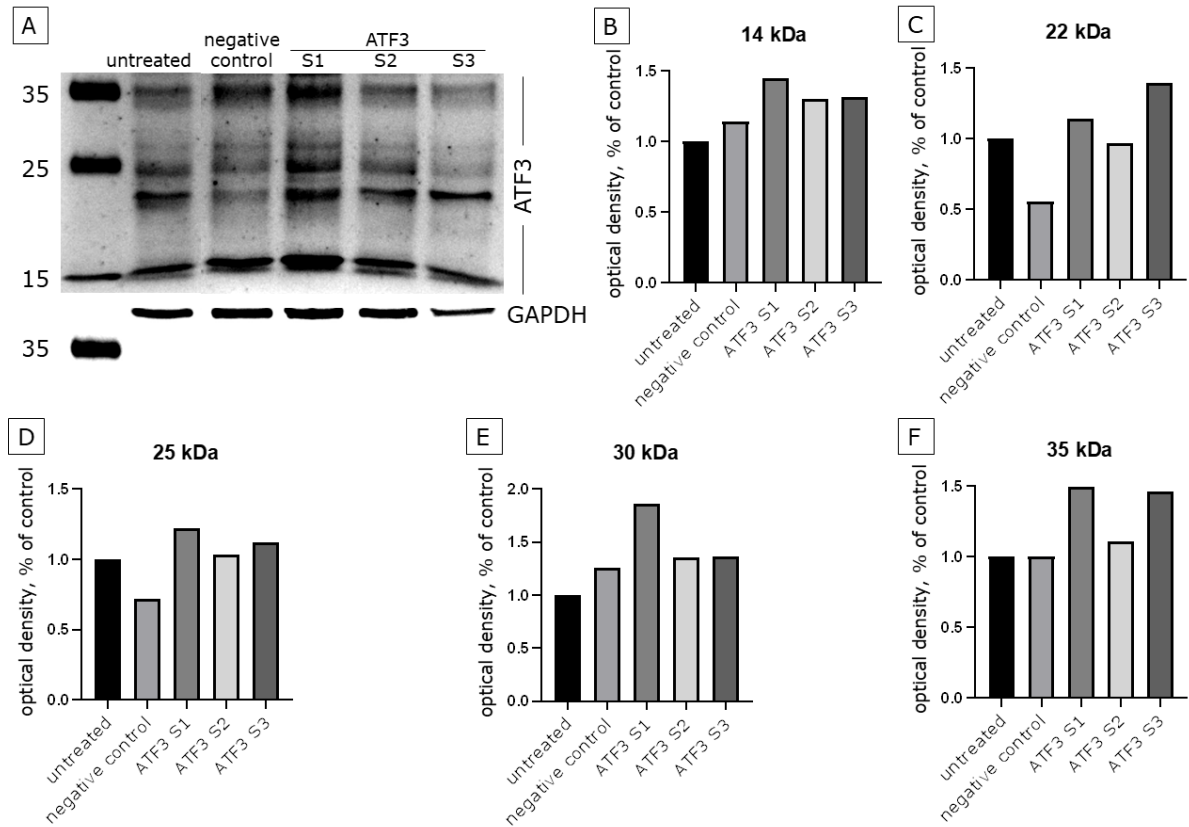 A
untreated
negative
control
ATF3
S1 S2 S3
35
25
15
35
ATF3
GAPDH
B
14 kDa
optical density, % of control
1.5
1.0
0.5
0.0
untreated
negative control
ATF3 S1
ATF3 S2
ATF3 S3
C
22 kDa
optical density, % of control
1.5
1.0
0.5
0.0
untreated
negative control
ATF3 S1
ATF3 S2
ATF3 S3
D
25 kDa
optical density, % of control
1.5
1.0
0.5
0.0
untreated
negative control
ATF3 S1
ATF3 S2
ATF3 S3
E
30 kDa
optical density, % of control
2.0
1.5
1.0
0.5
0.0
untreated
negative control
ATF3 S1
ATF3 S2
ATF3 S3
F
35 kDa
optical density, % of control
1.5
1.0
0.5
0.0
untreated
negative control
ATF3 S1
ATF3 S2
ATF3 S3